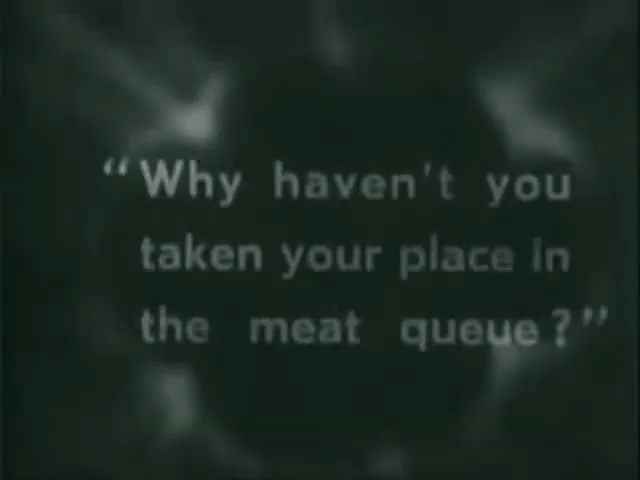 “Why haven't you
taken your place in
the meat queue?”